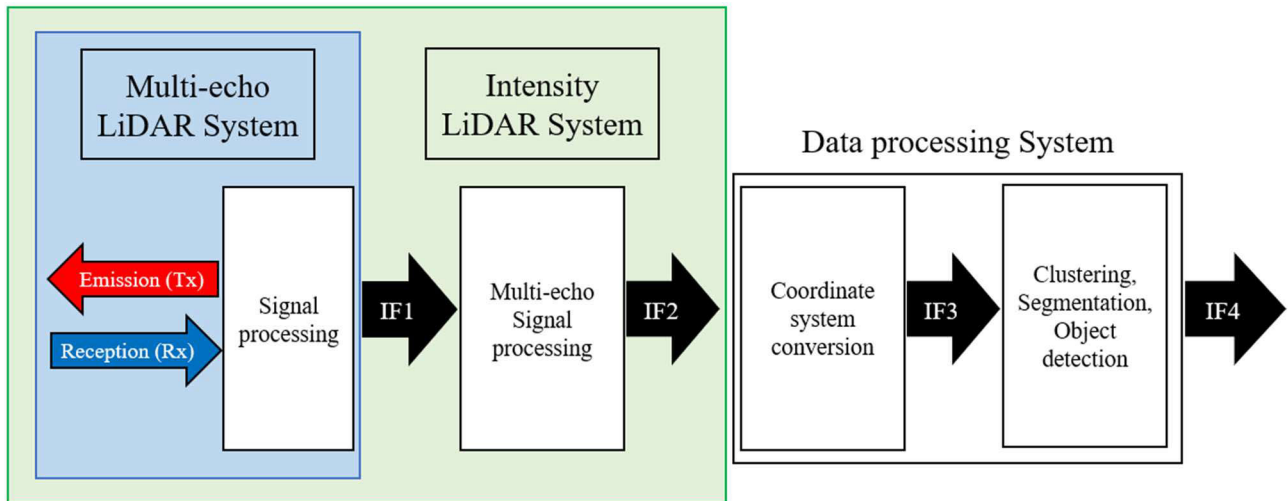 Multi-echo
LiDAR System
Intensity
LiDAR System
Data processing System
Emission (Tx)
Reception (Rx)
Signal
processing
IF1
Multi-echo
Signal
processing
IF2
Coordinate
system
conversion
IF3
Clustering,
Segmentation,
Object
detection
IF4